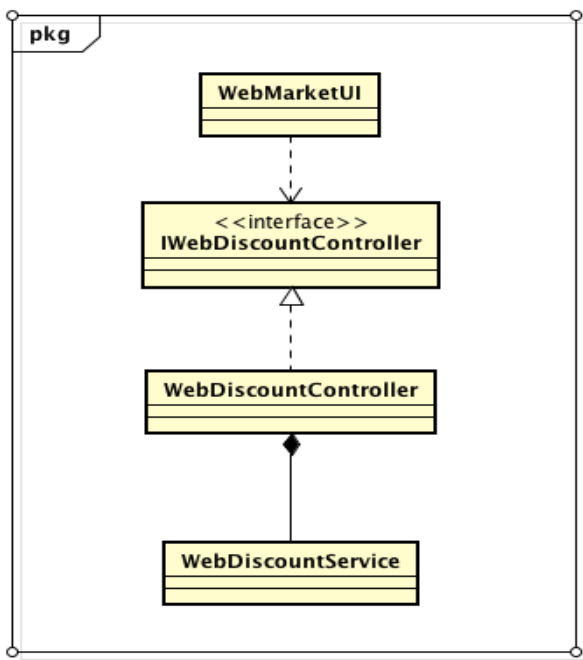 pkg
WebMarketUI
<<interface>>
IWebDiscountController
WebDiscountController
WebDiscountService